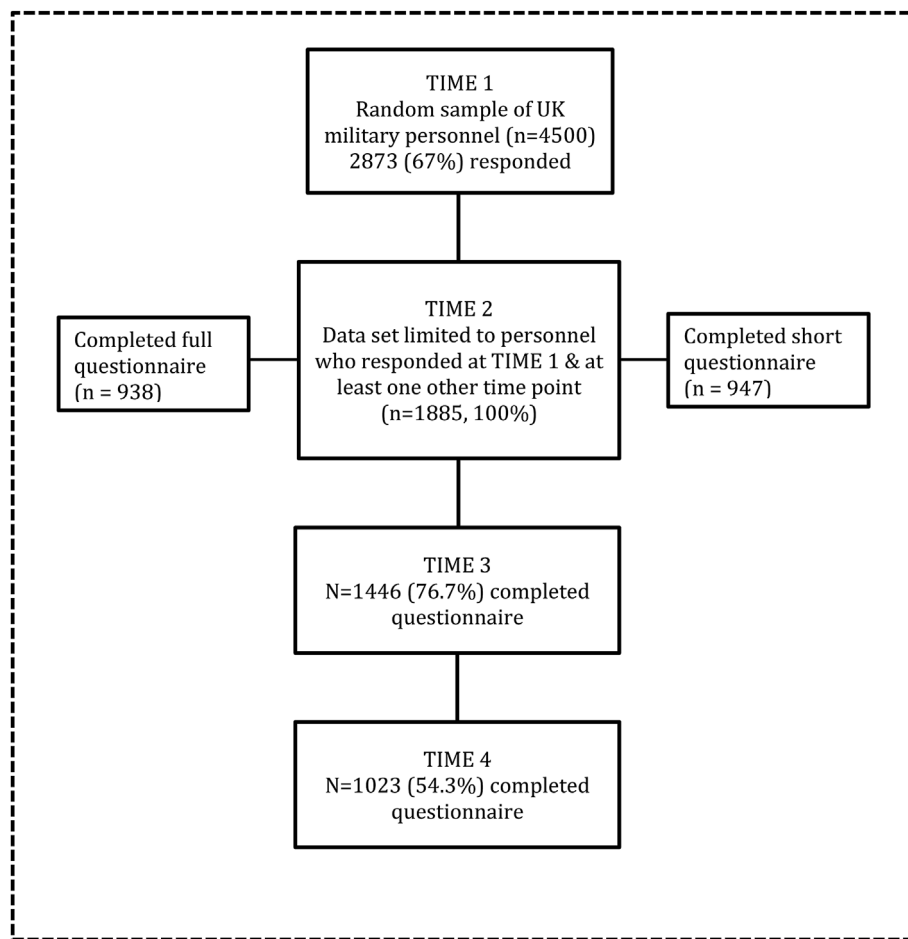 TIME 1
Random sample of UK
military personnel (n=4500)
2873 (67%) responded
TIME 2
Data set limited to personnel
who responded at TIME 1 & at
least one other time point
(n=1885, 100%)
Completed full
questionnaire
(n = 938)
Completed short
questionnaire
(n = 947)
TIME 3
N=1446 (76.7%) completed
questionnaire
TIME 4
N=1023 (54.3%) completed
questionnaire